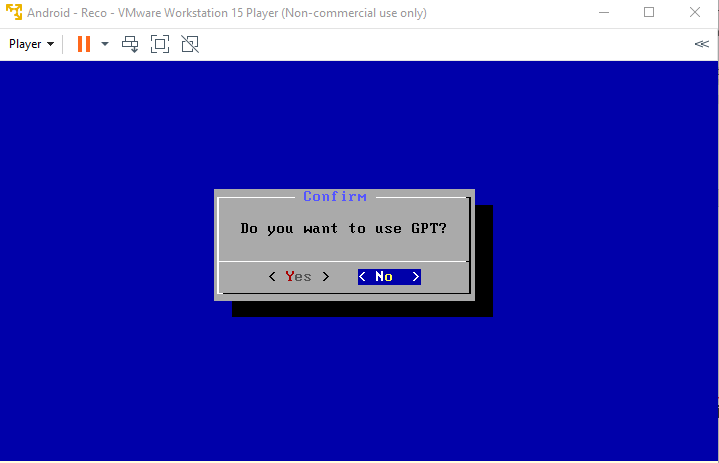 Android - Reco - VMware Workstation 15 Player (Non-commercial use only)
Player
Confirm
Do you want to use GPT?
< Yes > < No >